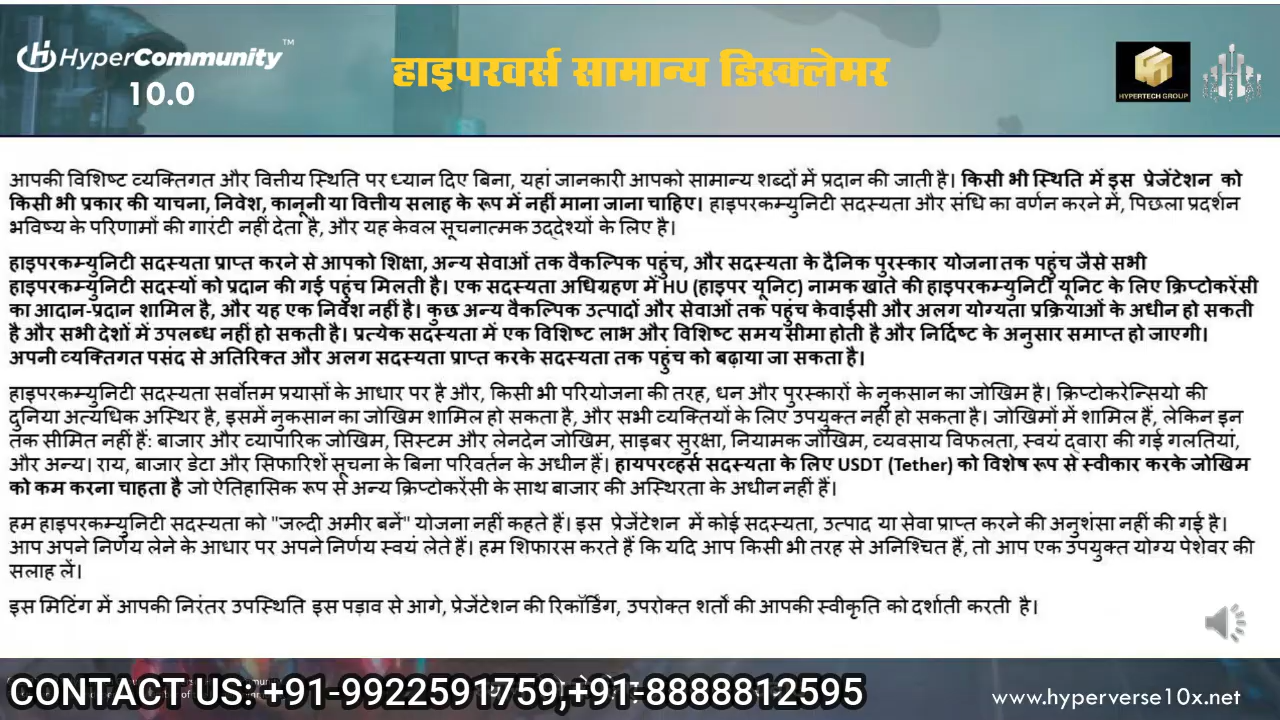 HyperCommunity™
10.0
हाइपरवर्स सामान्य डिस्क्लेमर
HYPERTECH GROUP
आपकी विशिष्ट व्यक्तिगत और वित्तीय स्थिति पर ध्यान दिए बिना, यहां जानकारी आपको सामान्य शब्दों में प्रदान की जाती है। किसी भी स्थिति में इस प्रेजेंटेशन को
किसी भी प्रकार की याचना, निवेश, कानूनी या वित्तीय सलाह के रूप में नहीं माना जाना चाहिए। हाइपरकम्युनिटी सदस्यता और संधि का वर्णन करने में, पिछला प्रदर्शन
भविष्य के परिणामों की गारंटी नहीं देता है, और यह केवल सूचनात्मक उद्देश्यों के लिए है।
हाइपरकम्युनिटी सदस्यता प्राप्त करने से आपको शिक्षा, अन्य सेवाओं तक वैकल्पिक पहुंच, और सदस्यता के दैनिक पुरस्कार योजना तक पहुंच जैसे सभी
हाइपरकम्युनिटी सदस्यों को प्रदान की गई पहुंच मिलती है। एक सदस्यता अधिग्रहण में HU (हाइपर यूनिट) नामक खाते की हाइपरकम्युनिटी यूनिट के लिए क्रिप्टोकरेंसी
का आदान-प्रदान शामिल है, और यह एक निवेश नहीं है। कुछ अन्य वैकल्पिक उत्पादों और सेवाओं तक पहुंच केवाईसी और अलग योग्यता प्रक्रियाओं के अधीन हो सकती
है और सभी देशों में उपलब्ध नहीं हो सकती है। प्रत्येक सदस्यता में एक विशिष्ट लाभ और विशिष्ट समय सीमा होती है और निर्दिष्ट के अनुसार समाप्त हो जाएगी।
अपनी व्यक्तिगत पसंद से अतिरिक्त और अलग सदस्यता प्राप्त करके सदस्यता तक पहुंच को बढ़ाया जा सकता है।
हाइपरकम्युनिटी सदस्यता सर्वोत्तम प्रयासों के आधार पर है और, किसी भी परियोजना की तरह, धन और पुरस्कारों के नुकसान का जोखिम है। क्रिप्टोकरेन्सियो की
दुनिया अत्यधिक अस्थिर है, इसमें नुकसान का जोखिम शामिल हो सकता है, और सभी व्यक्तियों के लिए उपयुक्त नहीं हो सकता है। जोखिमों में शामिल हैं, लेकिन इन
तक सीमित नहीं हैं: बाजार और व्यापारिक जोखिम, सिस्टम और लेनदेन जोखिम, साइबर सुरक्षा, नियामक जोखिम, व्यवसाय विफलता, स्वयं द्वारा की गई गलतियां,
और अन्य। राय, बाजार डेटा और सिफारिशें सूचना के बिना परिवर्तन के अधीन हैं। हायपरव्हर्स सदस्यता के लिए USDT (Tether) को विशेष रूप से स्वीकार करके जोखिम
को कम करना चाहता है जो ऐतिहासिक रूप से अन्य क्रिप्टोकरेंसी के साथ बाजार की अस्थिरता के अधीन नहीं हैं।
हम हाइपरकम्युनिटी सदस्यता को "जल्दी अमीर बनें" योजना नहीं कहते हैं। इस प्रेजेंटेशन में कोई सदस्यता, उत्पाद या सेवा प्राप्त करने की अनुशंसा नहीं की गई है।
आप अपने निर्णय लेने के आधार पर अपने निर्णय स्वयं लेते हैं। हम शिफारस करते हैं कि यदि आप किसी भी तरह से अनिश्चित हैं, तो आप एक उपयुक्त योग्य पेशेवर की
सलाह लें।
इस मिटिंग में आपकी निरंतर उपस्थिति इस पड़ाव से आगे, प्रेजेंटेशन की रिकॉर्डिंग, उपरोक्त शर्तों की आपकी स्वीकृति को दर्शाती करती है।
CONTACT US: +91-9922591759,+91-8888812595
www.hyperverse10x.net